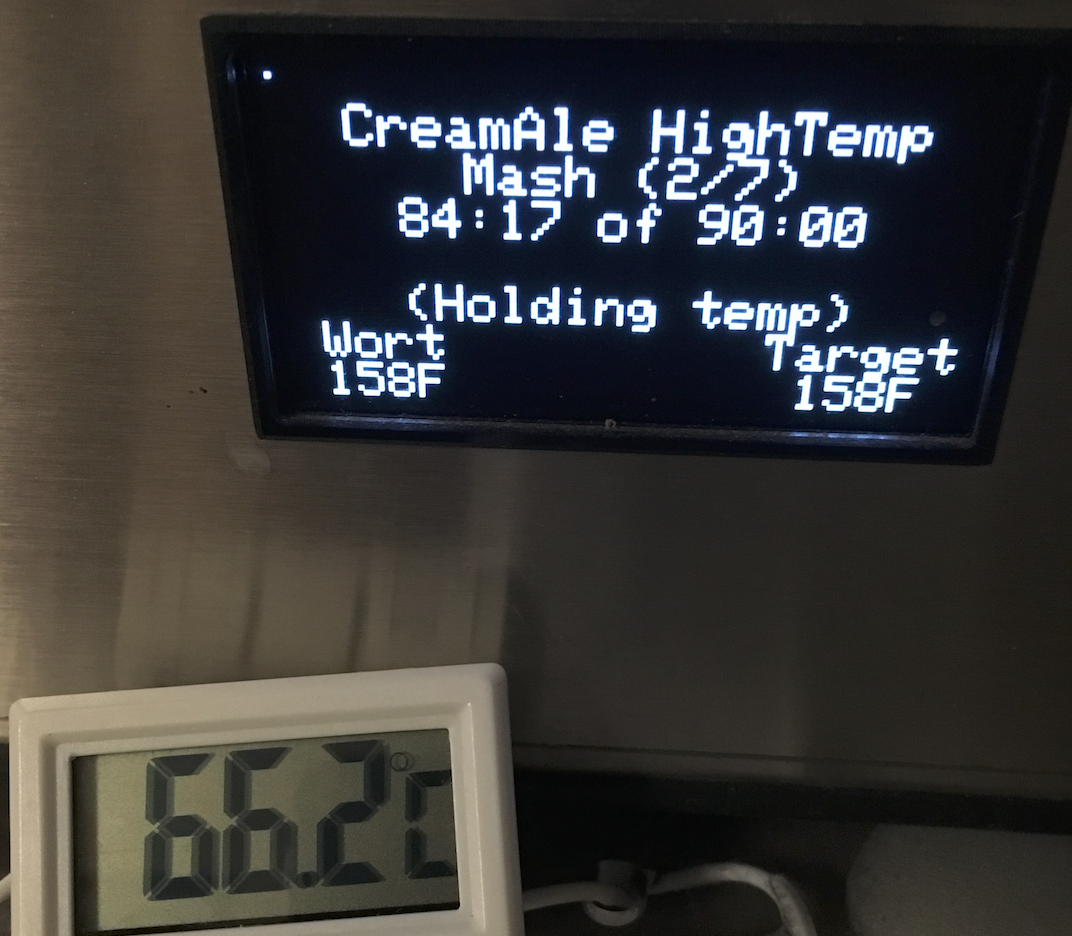 CreamAle HighTemp
Mash (2/7)
84:17 of 90:00
(Holding temp)
Wort Target
158F 158F
66.2°C